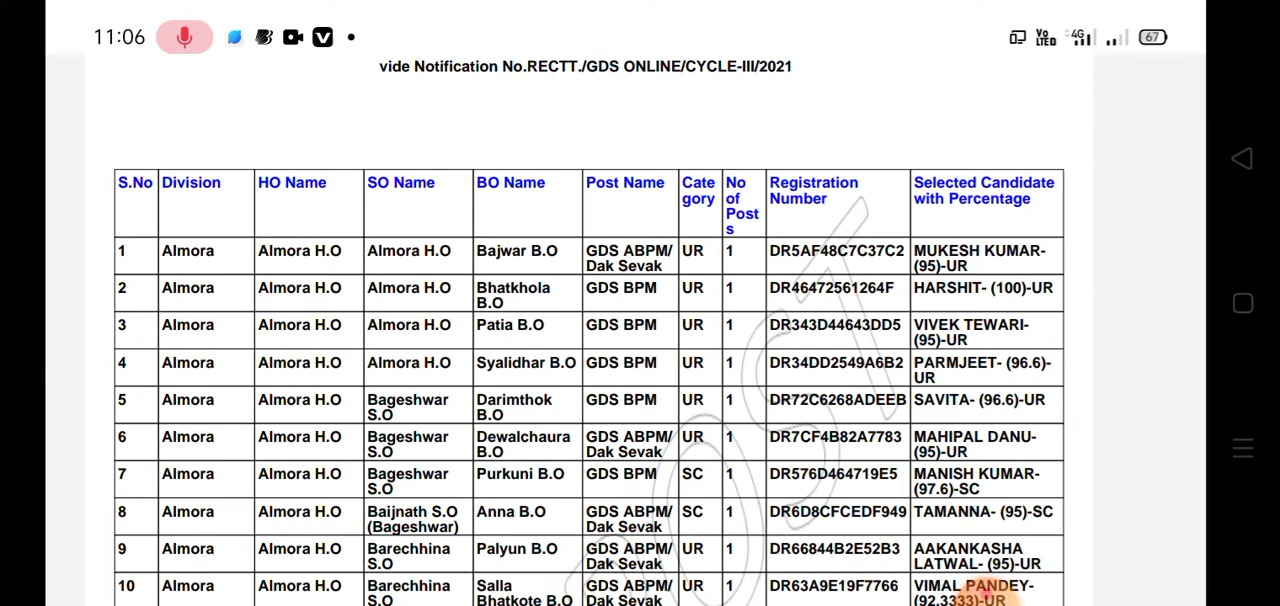 11:06
VO LTED 4G 67
vide Notification No.RECTT./GDS ONLINE/CYCLE-III/2021
S.No Division HO Name SO Name BO Name Post Name Cate gory No of Post s Registration Number Selected Candidate with Percentage
1 Almora Almora H.O Almora H.O Bajwar B.O GDS ABPM/ Dak Sevak UR 1 DR5AF48C7C37C2 MUKESH KUMAR- (95)-UR
2 Almora Almora H.O Almora H.O Bhatkhola B.O GDS BPM UR 1 DR46472561264F HARSHIT- (100)-UR
3 Almora Almora H.O Almora H.O Patia B.O GDS BPM UR 1 DR343D44643DD5 VIVEK TEWARI- (95)-UR
4 Almora Almora H.O Almora H.O Syalidhar B.O GDS BPM UR 1 DR34DD2549A6B2 PARMJEET- (96.6)- UR
5 Almora Almora H.O Bageshwar S.O Darimthok B.O GDS BPM UR 1 DR72C6268ADEEB SAVITA- (96.6)-UR
6 Almora Almora H.O Bageshwar S.O Dewalchaura B.O GDS ABPM/ Dak Sevak UR 1 DR7CF4B82A7783 MAHIPAL DANU- (95)-UR
7 Almora Almora H.O Bageshwar S.O Purkuni B.O GDS BPM SC 1 DR576D464719E5 MANISH KUMAR- (97.6)-SC
8 Almora Almora H.O Baijnath S.O (Bageshwar) Anna B.O GDS ABPM/ Dak Sevak SC 1 DR6D8CFCEDF949 TAMANNA- (95)-SC
9 Almora Almora H.O Barechhina S.O Palyun B.O GDS ABPM/ Dak Sevak UR 1 DR66844B2E52B3 AAKANKASHA LATWAL- (95)-UR
10 Almora Almora H.O Barechhina S.O Salla Bhatkote B.O GDS ABPM/ Dak Sevak UR 1 DR63A9E19F7766 VIMAL PANDEY- (92.3333)-UR